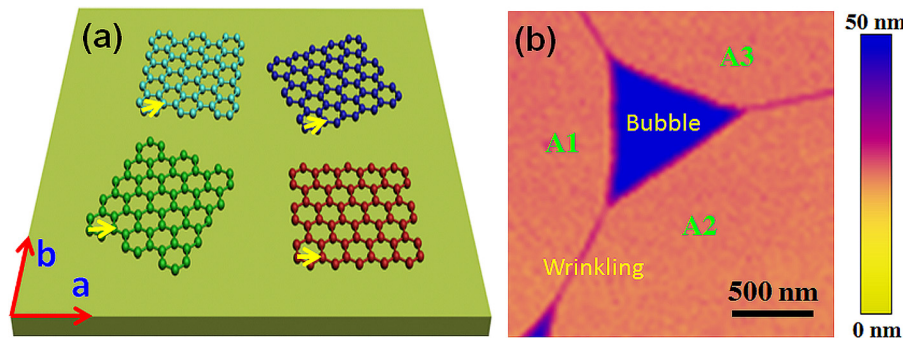 (a)
b
a
(b)
A3
Bubble
A1
A2
Wrinkling
500 nm
50 nm
0 nm